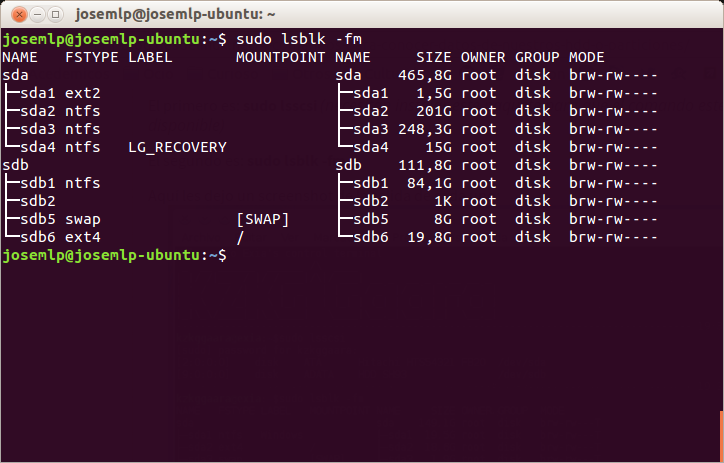 josemlp@josemlp-ubuntu: ~
josemlp@josemlp-ubuntu:~$ sudo lsblk -fm
NAME   FSTYPE LABEL       MOUNTPOINT NAME     SIZE OWNER GROUP MODE
sda                                  sda    465,8G root  disk  brw-rw----
├─sda1 ext2                          ├─sda1   1,5G root  disk  brw-rw----
├─sda2 ntfs                          ├─sda2   201G root  disk  brw-rw----
├─sda3 ntfs                          ├─sda3 248,3G root  disk  brw-rw----
└─sda4 ntfs   LG_RECOVERY            └─sda4    15G root  disk  brw-rw----
sdb                                  sdb    111,8G root  disk  brw-rw----
├─sdb1 ntfs                          ├─sdb1  84,1G root  disk  brw-rw----
├─sdb2                               ├─sdb2     1K root  disk  brw-rw----
├─sdb5 swap               [SWAP]     ├─sdb5     8G root  disk  brw-rw----
└─sdb6 ext4               /          └─sdb6  19,8G root  disk  brw-rw----
josemlp@josemlp-ubuntu:~$